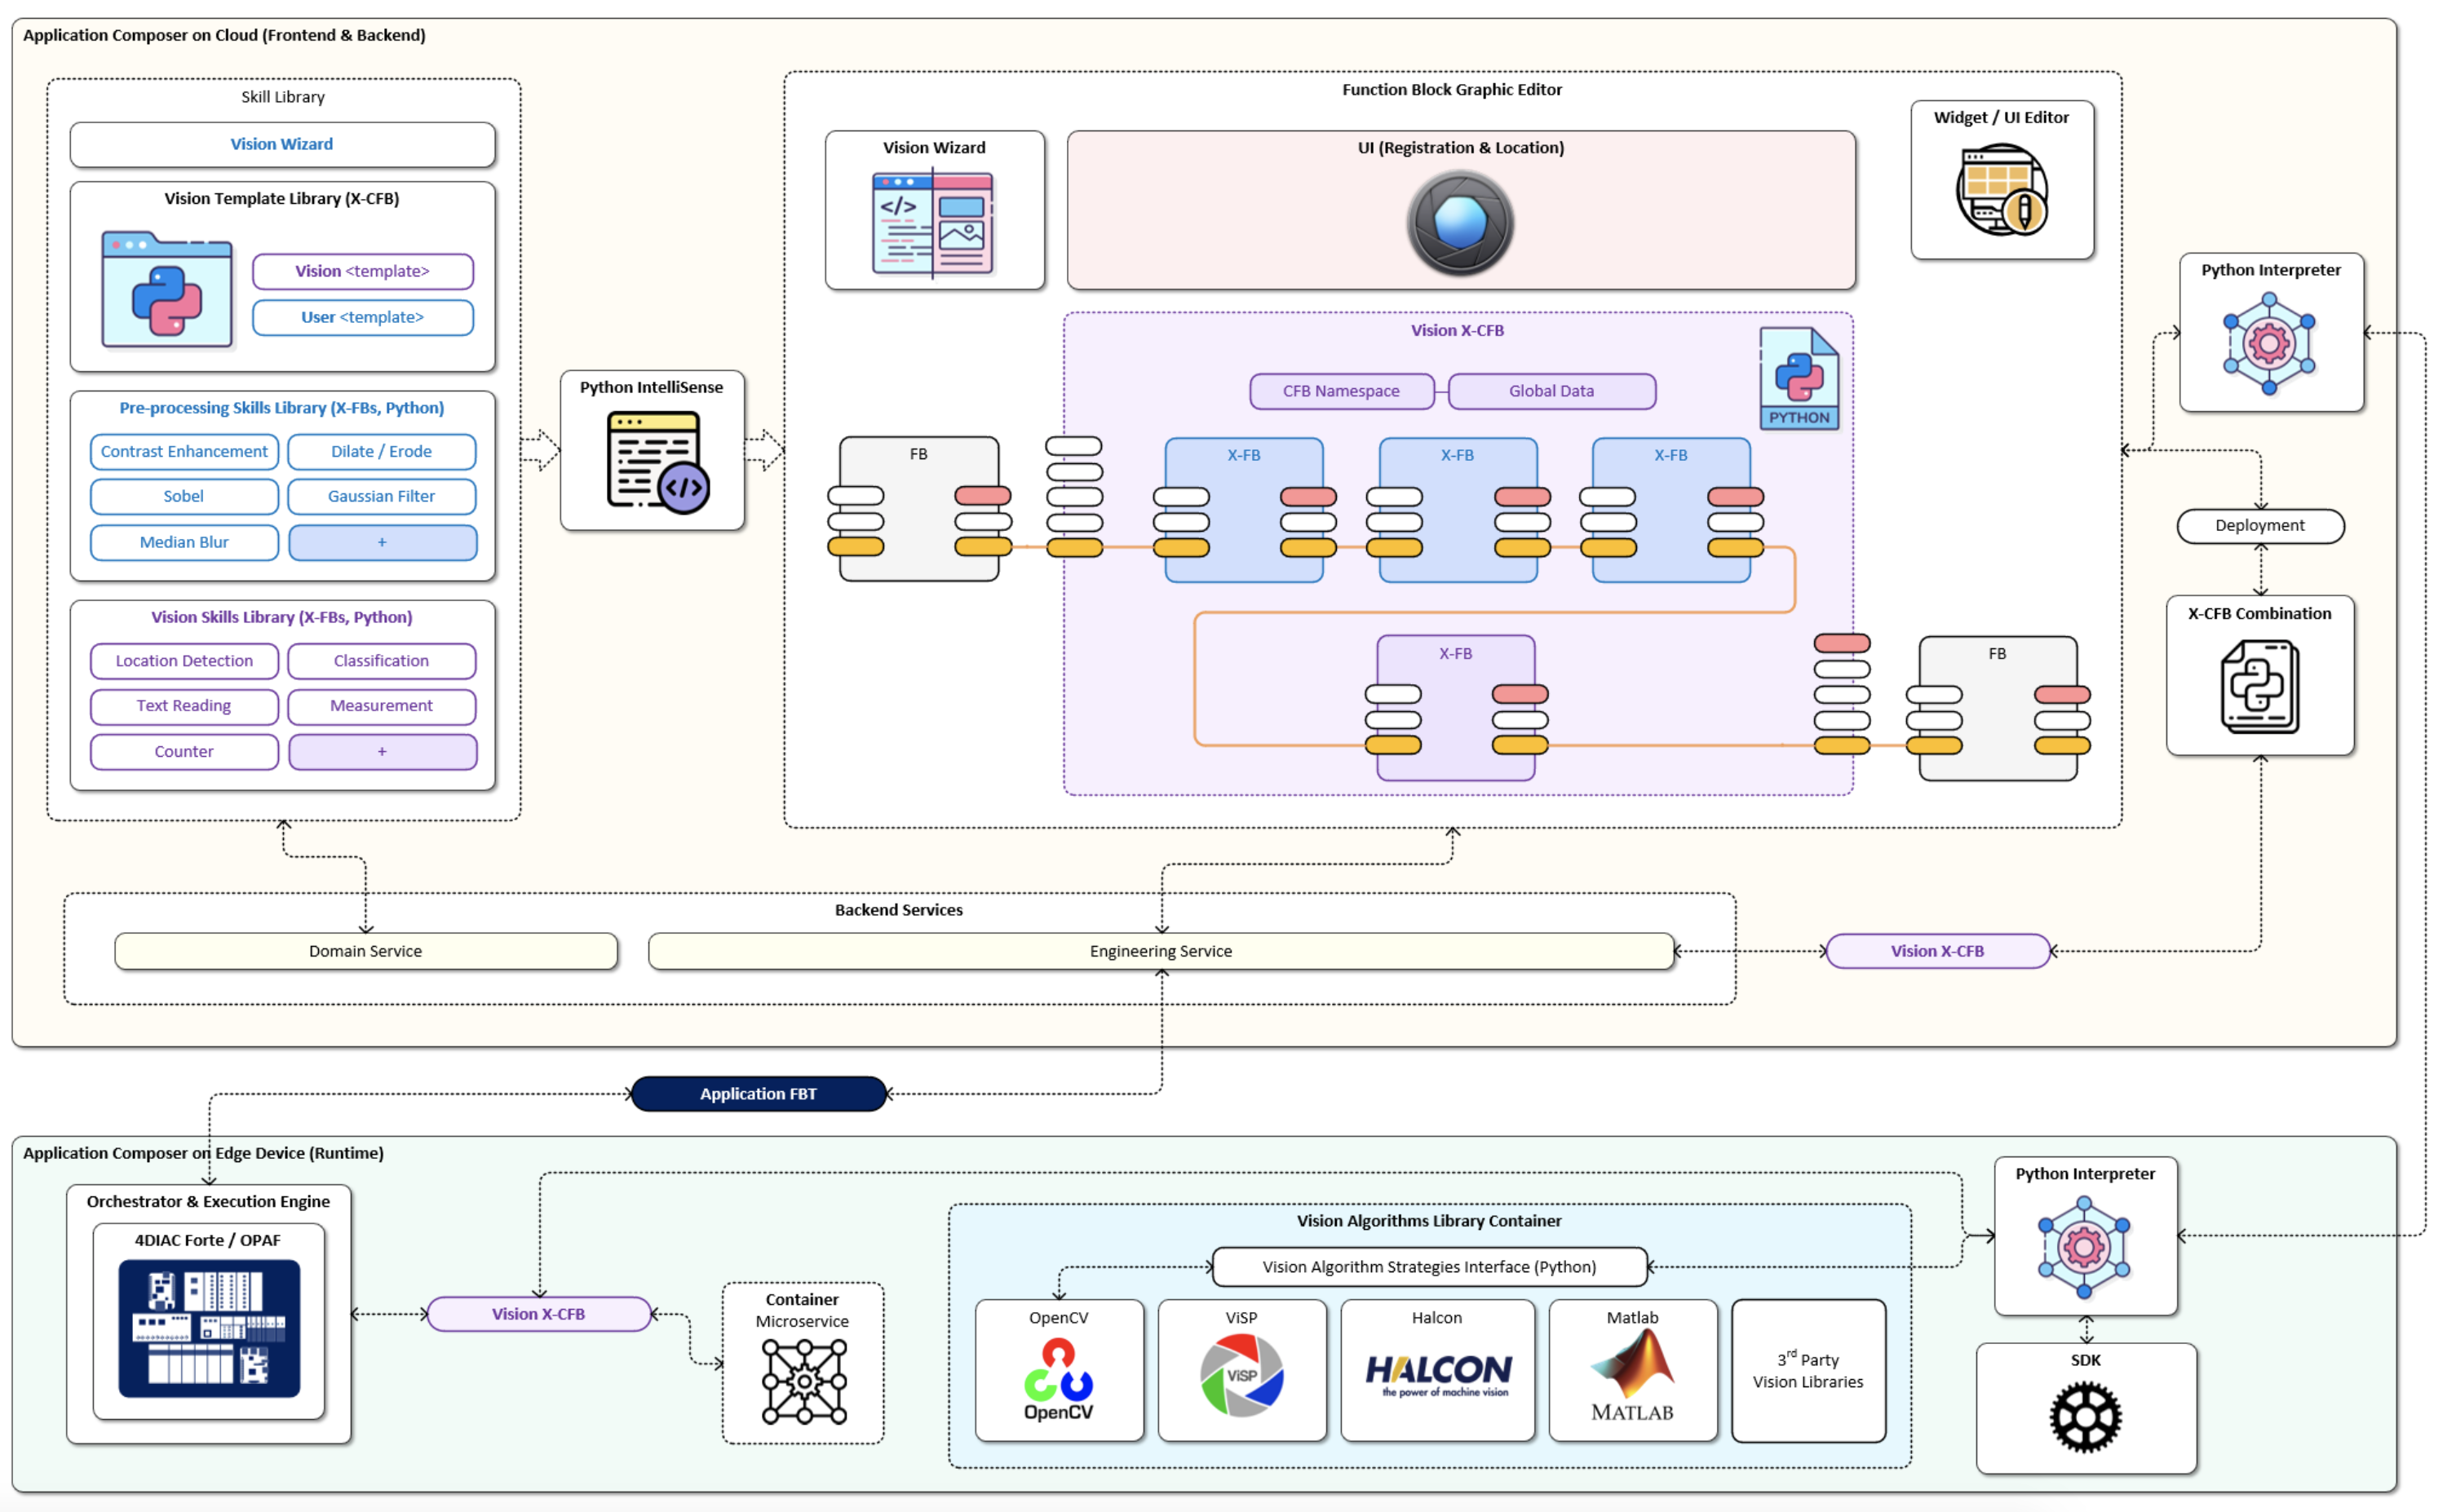 Application Composer on Cloud (Frontend & Backend)
Skill Library
Vision Wizard
Vision Template Library (X-CFB)
Vision <template>
User <template>
Pre-processing Skills Library (X-FBs, Python)
Contrast Enhancement
Dilate / Erode
Sobel
Gaussian Filter
Median Blur
+
Vision Skills Library (X-FBs, Python)
Location Detection
Classification
Text Reading
Measurement
Counter
+
Python IntelliSense
</>
Function Block Graphic Editor
Vision Wizard
</>
UI (Registration & Location)
Widget / UI Editor
Vision X-CFB
CFB Namespace
Global Data
PYTHON
FB
X-FB
X-FB
X-FB
X-FB
FB
Python Interpreter
Deployment
X-CFB Combination
Backend Services
Domain Service
Engineering Service
Vision X-CFB
Application FBT
Application Composer on Edge Device (Runtime)
Orchestrator & Execution Engine
4DIAC Forte / OPAF
Vision X-CFB
Container
Microservice
Vision Algorithms Library Container
Vision Algorithm Strategies Interface (Python)
OpenCV
OpenCV
ViSP
ViSP
Halcon
HALCON
the power of machine vision
Matlab
MATLAB
3rd Party
Vision Libraries
Python Interpreter
SDK